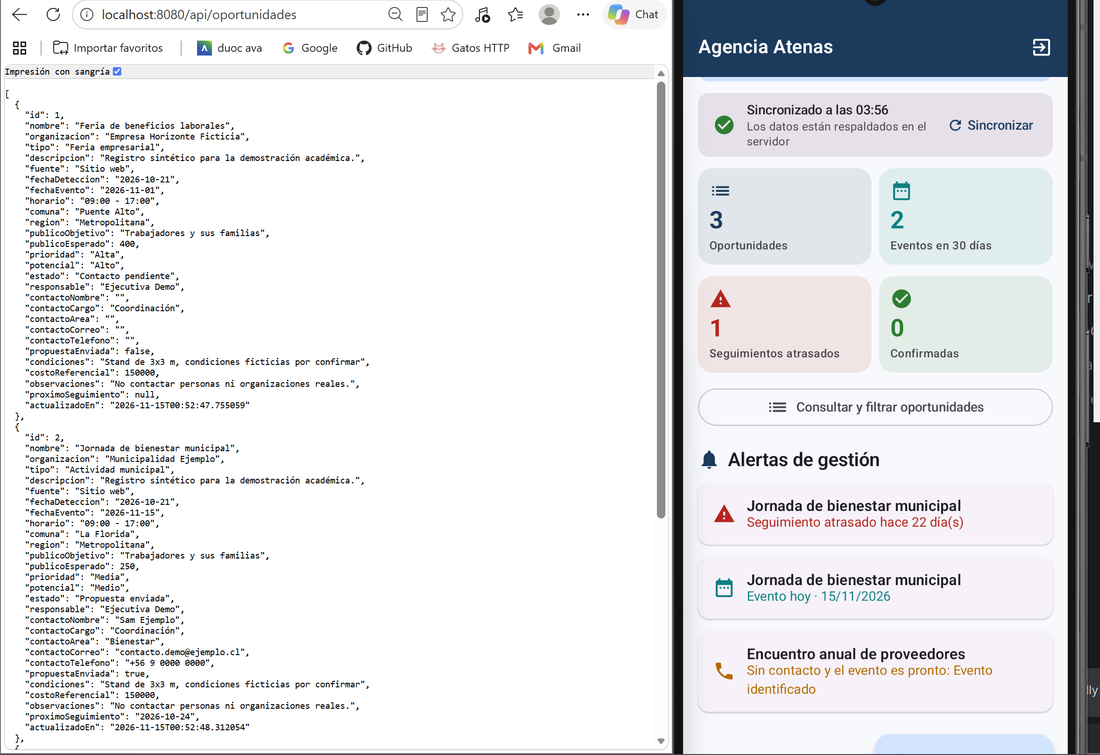 localhost:8080/api/oportunidades
Chat
Importar favoritos
duoc ava
Google
GitHub
Gatos HTTP
Gmail
Impresión con sangría
[
  {
    "id": 1,
    "nombre": "Feria de beneficios laborales",
    "organizacion": "Empresa Horizonte Ficticia",
    "tipo": "Feria empresarial",
    "descripcion": "Registro sintético para la demostración académica.",
    "fuente": "Sitio web",
    "fechaDeteccion": "2026-10-21",
    "fechaEvento": "2026-11-01",
    "horario": "09:00 - 17:00",
    "comuna": "Puente Alto",
    "region": "Metropolitana",
    "publicoObjetivo": "Trabajadores y sus familias",
    "publicoEsperado": 400,
    "prioridad": "Alta",
    "potencial": "Alto",
    "estado": "Contacto pendiente",
    "responsable": "Ejecutiva Demo",
    "contactoNombre": "",
    "contactoCargo": "Coordinación",
    "contactoArea": "",
    "contactoCorreo": "",
    "contactoTelefono": "",
    "propuestaEnviada": false,
    "condiciones": "Stand de 3x3 m, condiciones ficticias por confirmar",
    "costoReferencial": 150000,
    "observaciones": "No contactar personas ni organizaciones reales.",
    "proximoSeguimiento": null,
    "actualizadoEn": "2026-11-15T00:52:47.755059"
  },
  {
    "id": 2,
    "nombre": "Jornada de bienestar municipal",
    "organizacion": "Municipalidad Ejemplo",
    "tipo": "Actividad municipal",
    "descripcion": "Registro sintético para la demostración académica.",
    "fuente": "Sitio web",
    "fechaDeteccion": "2026-10-21",
    "fechaEvento": "2026-11-15",
    "horario": "09:00 - 17:00",
    "comuna": "La Florida",
    "region": "Metropolitana",
    "publicoObjetivo": "Trabajadores y sus familias",
    "publicoEsperado": 250,
    "prioridad": "Media",
    "potencial": "Medio",
    "estado": "Propuesta enviada",
    "responsable": "Ejecutiva Demo",
    "contactoNombre": "Sam Ejemplo",
    "contactoCargo": "Coordinación",
    "contactoArea": "Bienestar",
    "contactoCorreo": "contacto.demo@ejemplo.cl",
    "contactoTelefono": "+56 9 0000 0000",
    "propuestaEnviada": true,
    "condiciones": "Stand de 3x3 m, condiciones ficticias por confirmar",
    "costoReferencial": 150000,
    "observaciones": "No contactar personas ni organizaciones reales.",
    "proximoSeguimiento": "2026-10-24",
    "actualizadoEn": "2026-11-15T00:52:48.312054"
  },
  {
Agencia Atenas
Sincronizado a las 03:56
Los datos están respaldados en el
servidor
Sincronizar
3
Oportunidades
2
Eventos en 30 días
1
Seguimientos atrasados
0
Confirmadas
Consultar y filtrar oportunidades
Alertas de gestión
Jornada de bienestar municipal
Seguimiento atrasado hace 22 día(s)
Jornada de bienestar municipal
Evento hoy · 15/11/2026
Encuentro anual de proveedores
Sin contacto y el evento es pronto: Evento
identificado